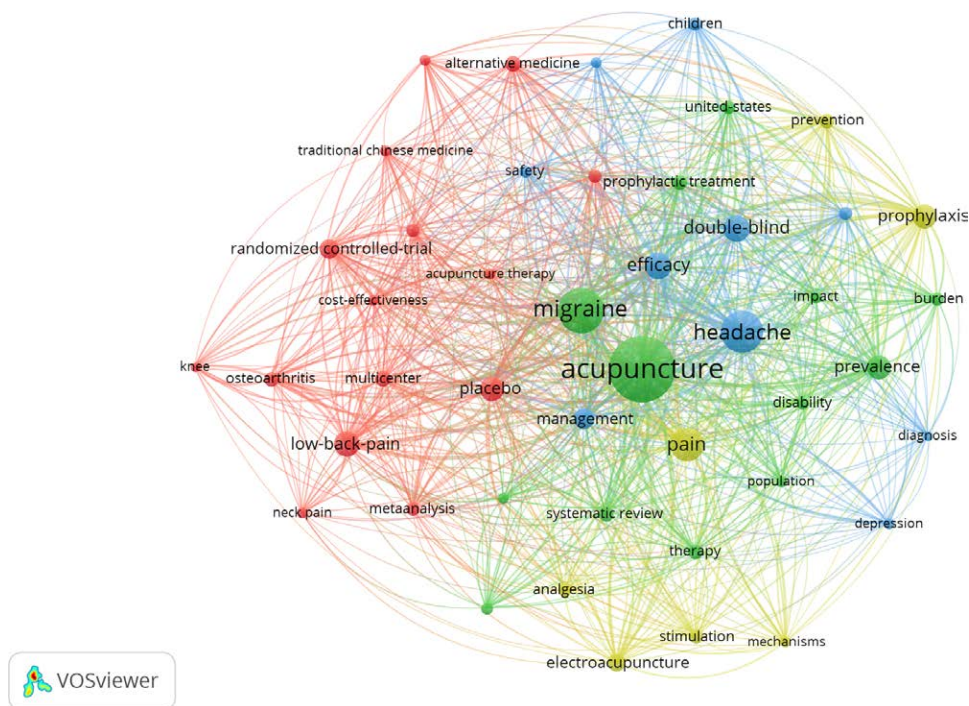 children
alternative medicine
united-states
prevention
traditional chinese medicine
safety
prophylactic treatment
prophylaxis
double-blind
randomized controlled-trial
efficacy
acupuncture therapy
cost-effectiveness
impact
burden
migraine
headache
knee
acupuncture
prevalence
osteoarthritis
multicenter
placebo
disability
management
diagnosis
low-back-pain
pain
population
neck pain
metaanalysis
systematic review
depression
therapy
analgesia
stimulation
mechanisms
electroacupuncture
VOSviewer